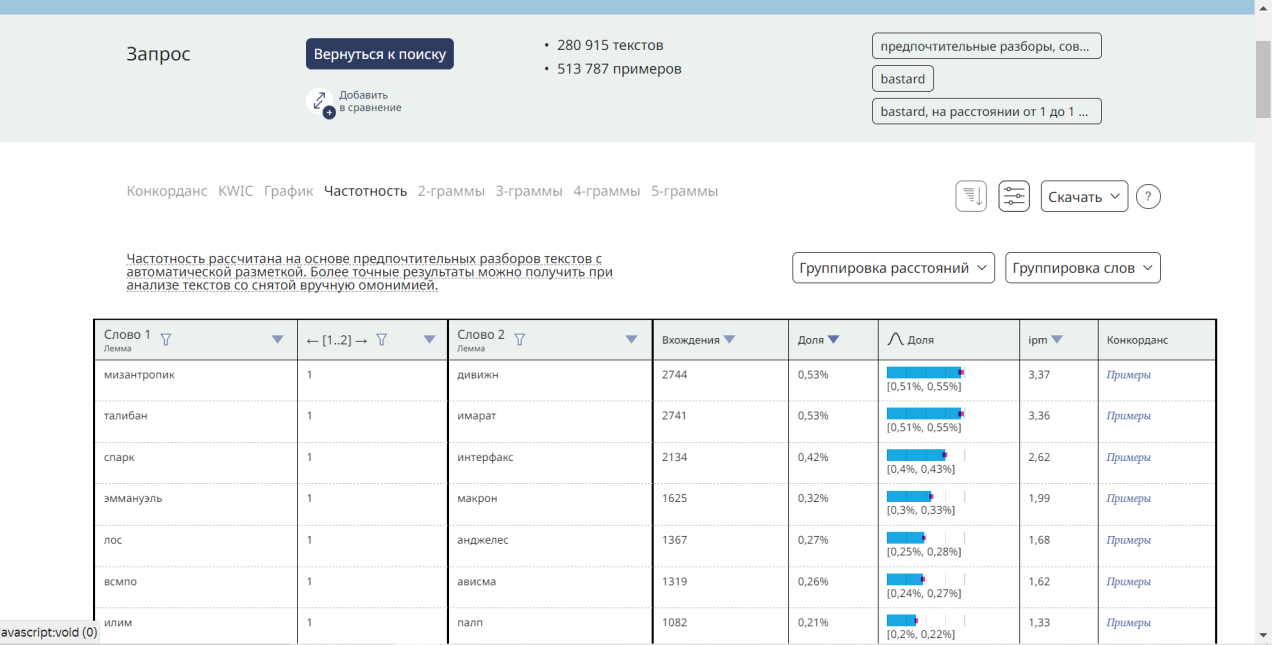 Запрос
Вернуться к поиску
Добавить
в сравнение
• 280 915 текстов
• 513 787 примеров
предпочтительные разборы, сов...
bastard
bastard, на расстоянии от 1 до 1 ...
Конкорданс KWIC График Частотность 2-граммы 3-граммы 4-граммы 5-граммы
Скачать
?
Частотность рассчитана на основе предпочтительных разборов текстов с
автоматической разметкой. Более точные результаты можно получить при
анализе текстов со снятой вручную омонимией.
Группировка расстояний
Группировка слов
Слово 1 ← [1..2] → Слово 2 Вхождения Доля Доля ipm Конкорданс
Лемма Лемма
мизантропик 1 дивижн 2744 0,53% [0,51%, 0,55%] 3,37 Примеры
талибан 1 имарат 2741 0,53% [0,51%, 0,55%] 3,36 Примеры
спарк 1 интерфакс 2134 0,42% [0,4%, 0,43%] 2,62 Примеры
эммануэль 1 макрон 1625 0,32% [0,3%, 0,33%] 1,99 Примеры
лос 1 анджелес 1367 0,27% [0,25%, 0,28%] 1,68 Примеры
всмпо 1 ависма 1319 0,26% [0,24%, 0,27%] 1,62 Примеры
илим 1 палп 1082 0,21% [0,2%, 0,22%] 1,33 Примеры
avascript:void (0)